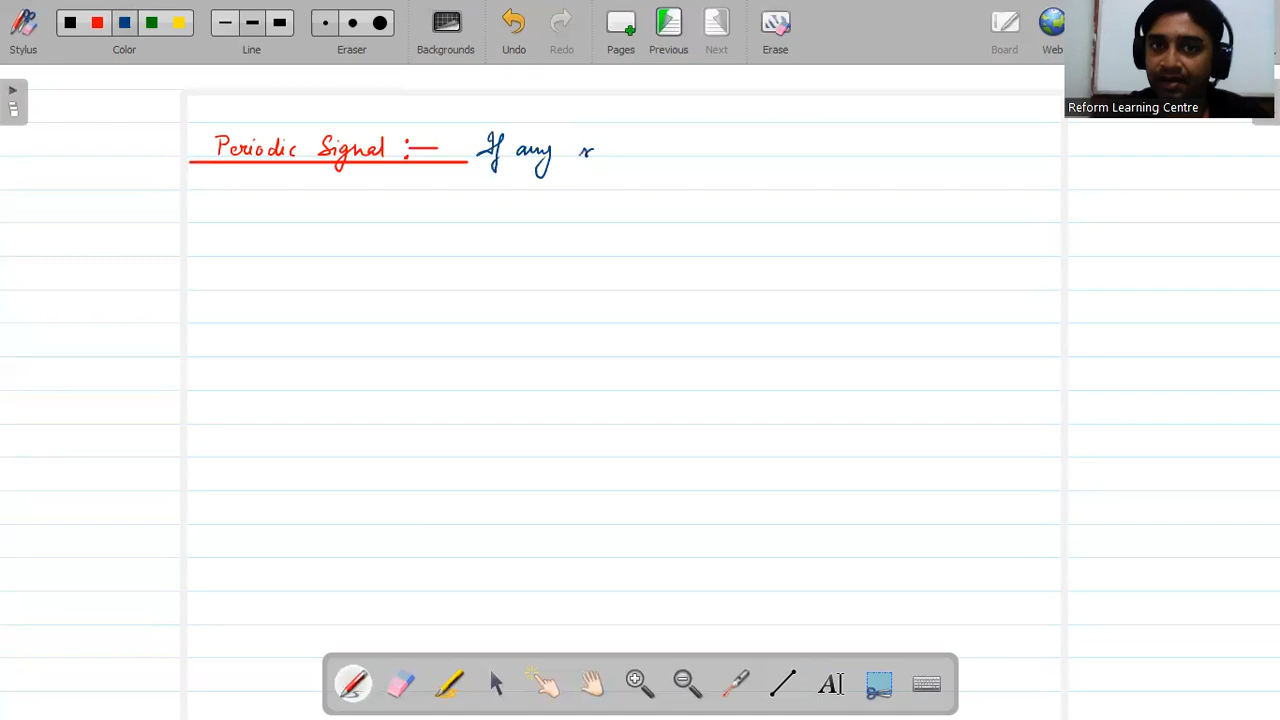 Stylus Color Line Eraser Backgrounds Undo Redo Pages Previous Next Erase Board Web
Reform Learning Centre
Periodic Signal :— If any
AI